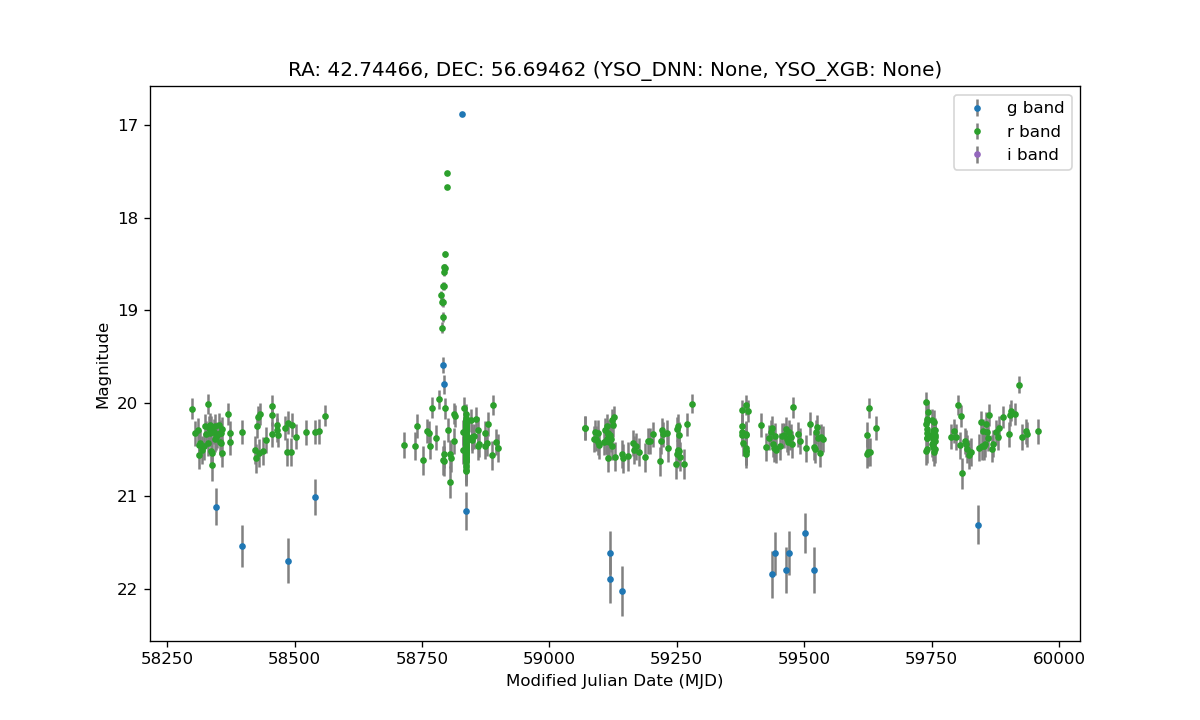 RA: 42.74466, DEC: 56.69462 (YSO_DNN: None, YSO_XGB: None)
g band
r band
i band
17
18
19
20
21
22
Magnitude
58250 58500 58750 59000 59250 59500 59750 60000
Modified Julian Date (MJD)